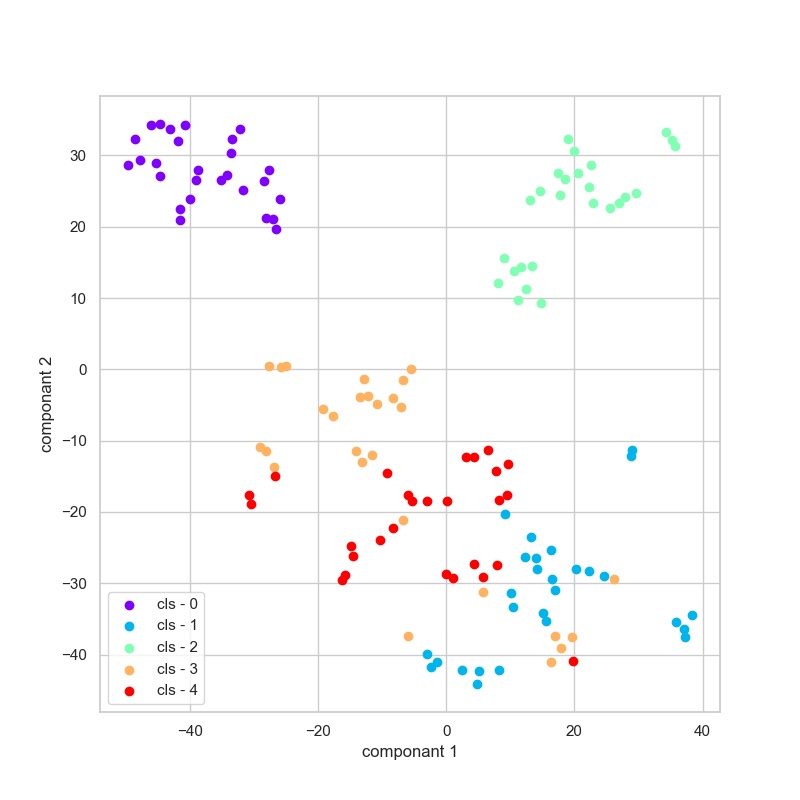 30
20
10
0
−10
−20
−30
−40
componant 2
cls - 0
cls - 1
cls - 2
cls - 3
cls - 4
−40 −20 0 20 40
componant 1